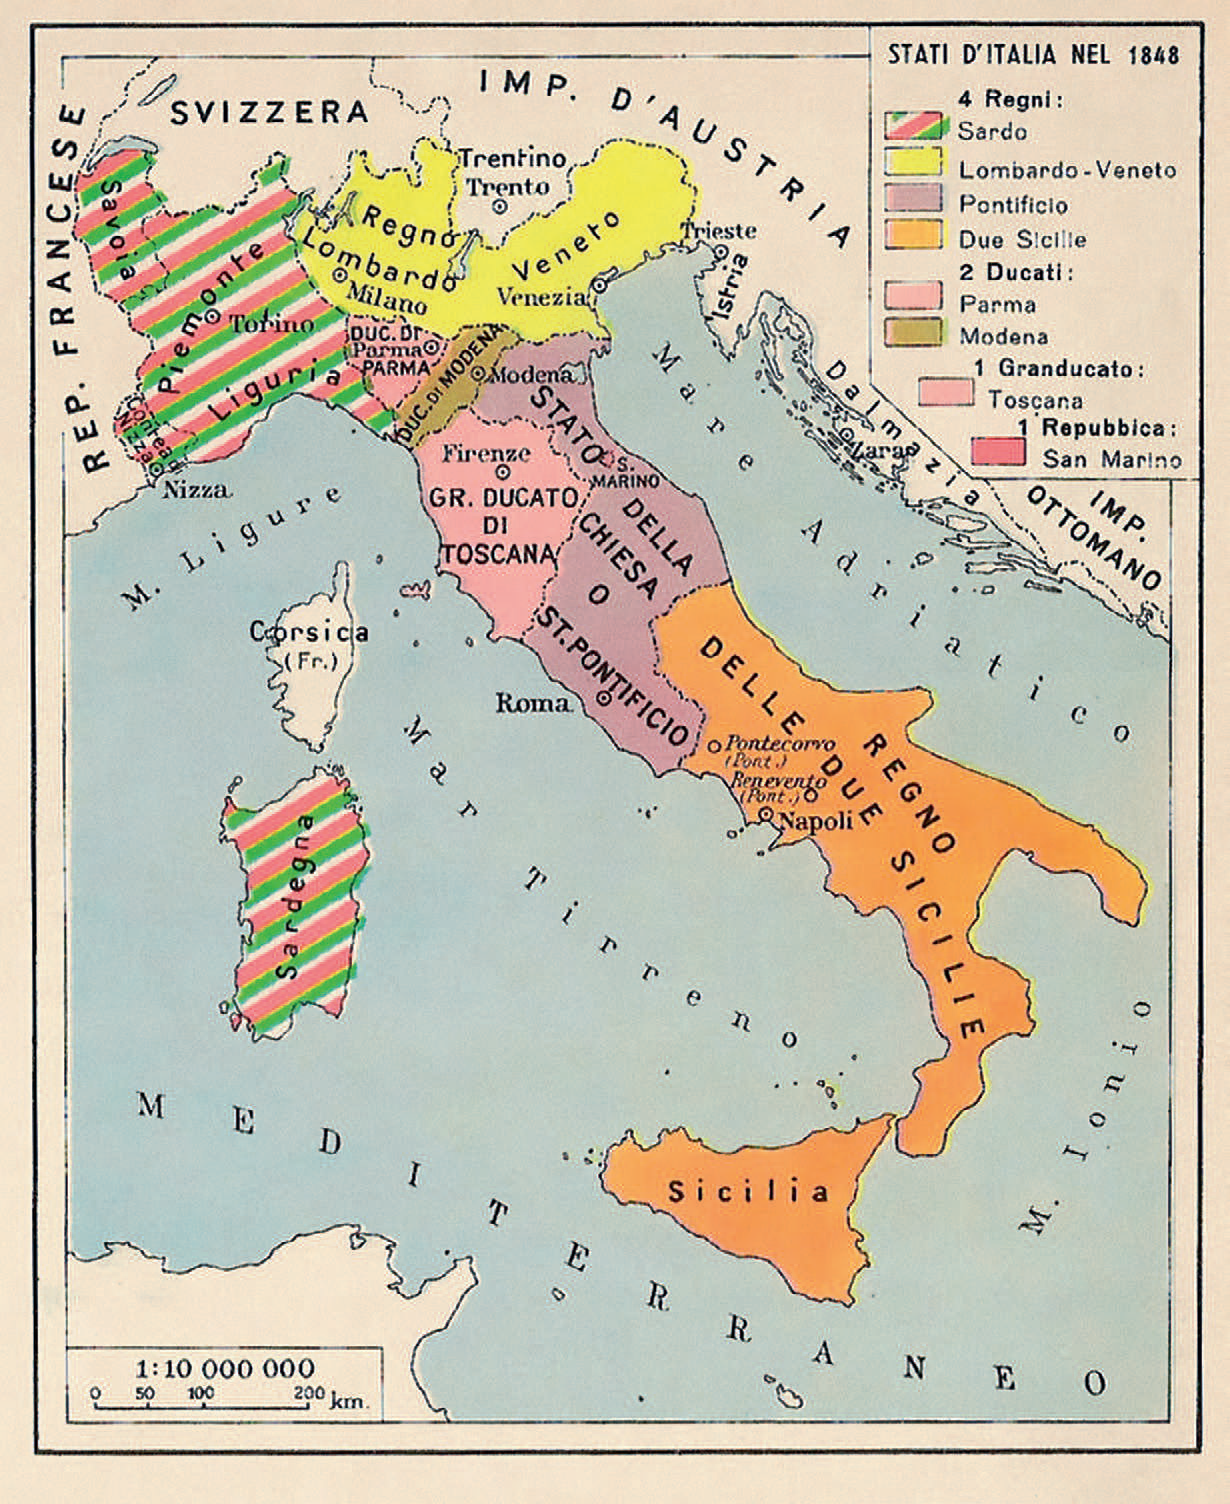 STATI D'ITALIA NEL 1848
4 Regni:
Sardo
Lombardo-Veneto
Pontificio
Due Sicilie
2 Ducati:
Parma
Modena
1 Granducato:
Toscana
1 Repubbica:
San Marino
REP. FRANCESE
SVIZZERA
IMP. D'AUSTRIA
IMP. OTTOMANO
Savoia
Piemonte
Torino
Liguria
Contea di Nizza
Nizza
Regno
Lombardo
Veneto
Milano
Trentino
Trento
Venezia
Trieste
Istria
Dalmazia
Zara
DUC. DI
Parma
PARMA
DUC. DI MODENA
Modena
Firenze
GR. DUCATO
DI
TOSCANA
S.
MARINO
STATO
DELLA
CHIESA
O
ST. PONTIFICIO
Roma
Pontecorvo
(Pont.)
Benevento
(Pont.)
Napoli
REGNO
DELLE DUE SICILIE
Sicilia
Corsica
(Fr.)
Sardegna
M. Ligure
Mare Adriatico
Mar Tirreno
M. Ionio
MEDITERRANEO
1:10 000 000
0 50 100 200 km.